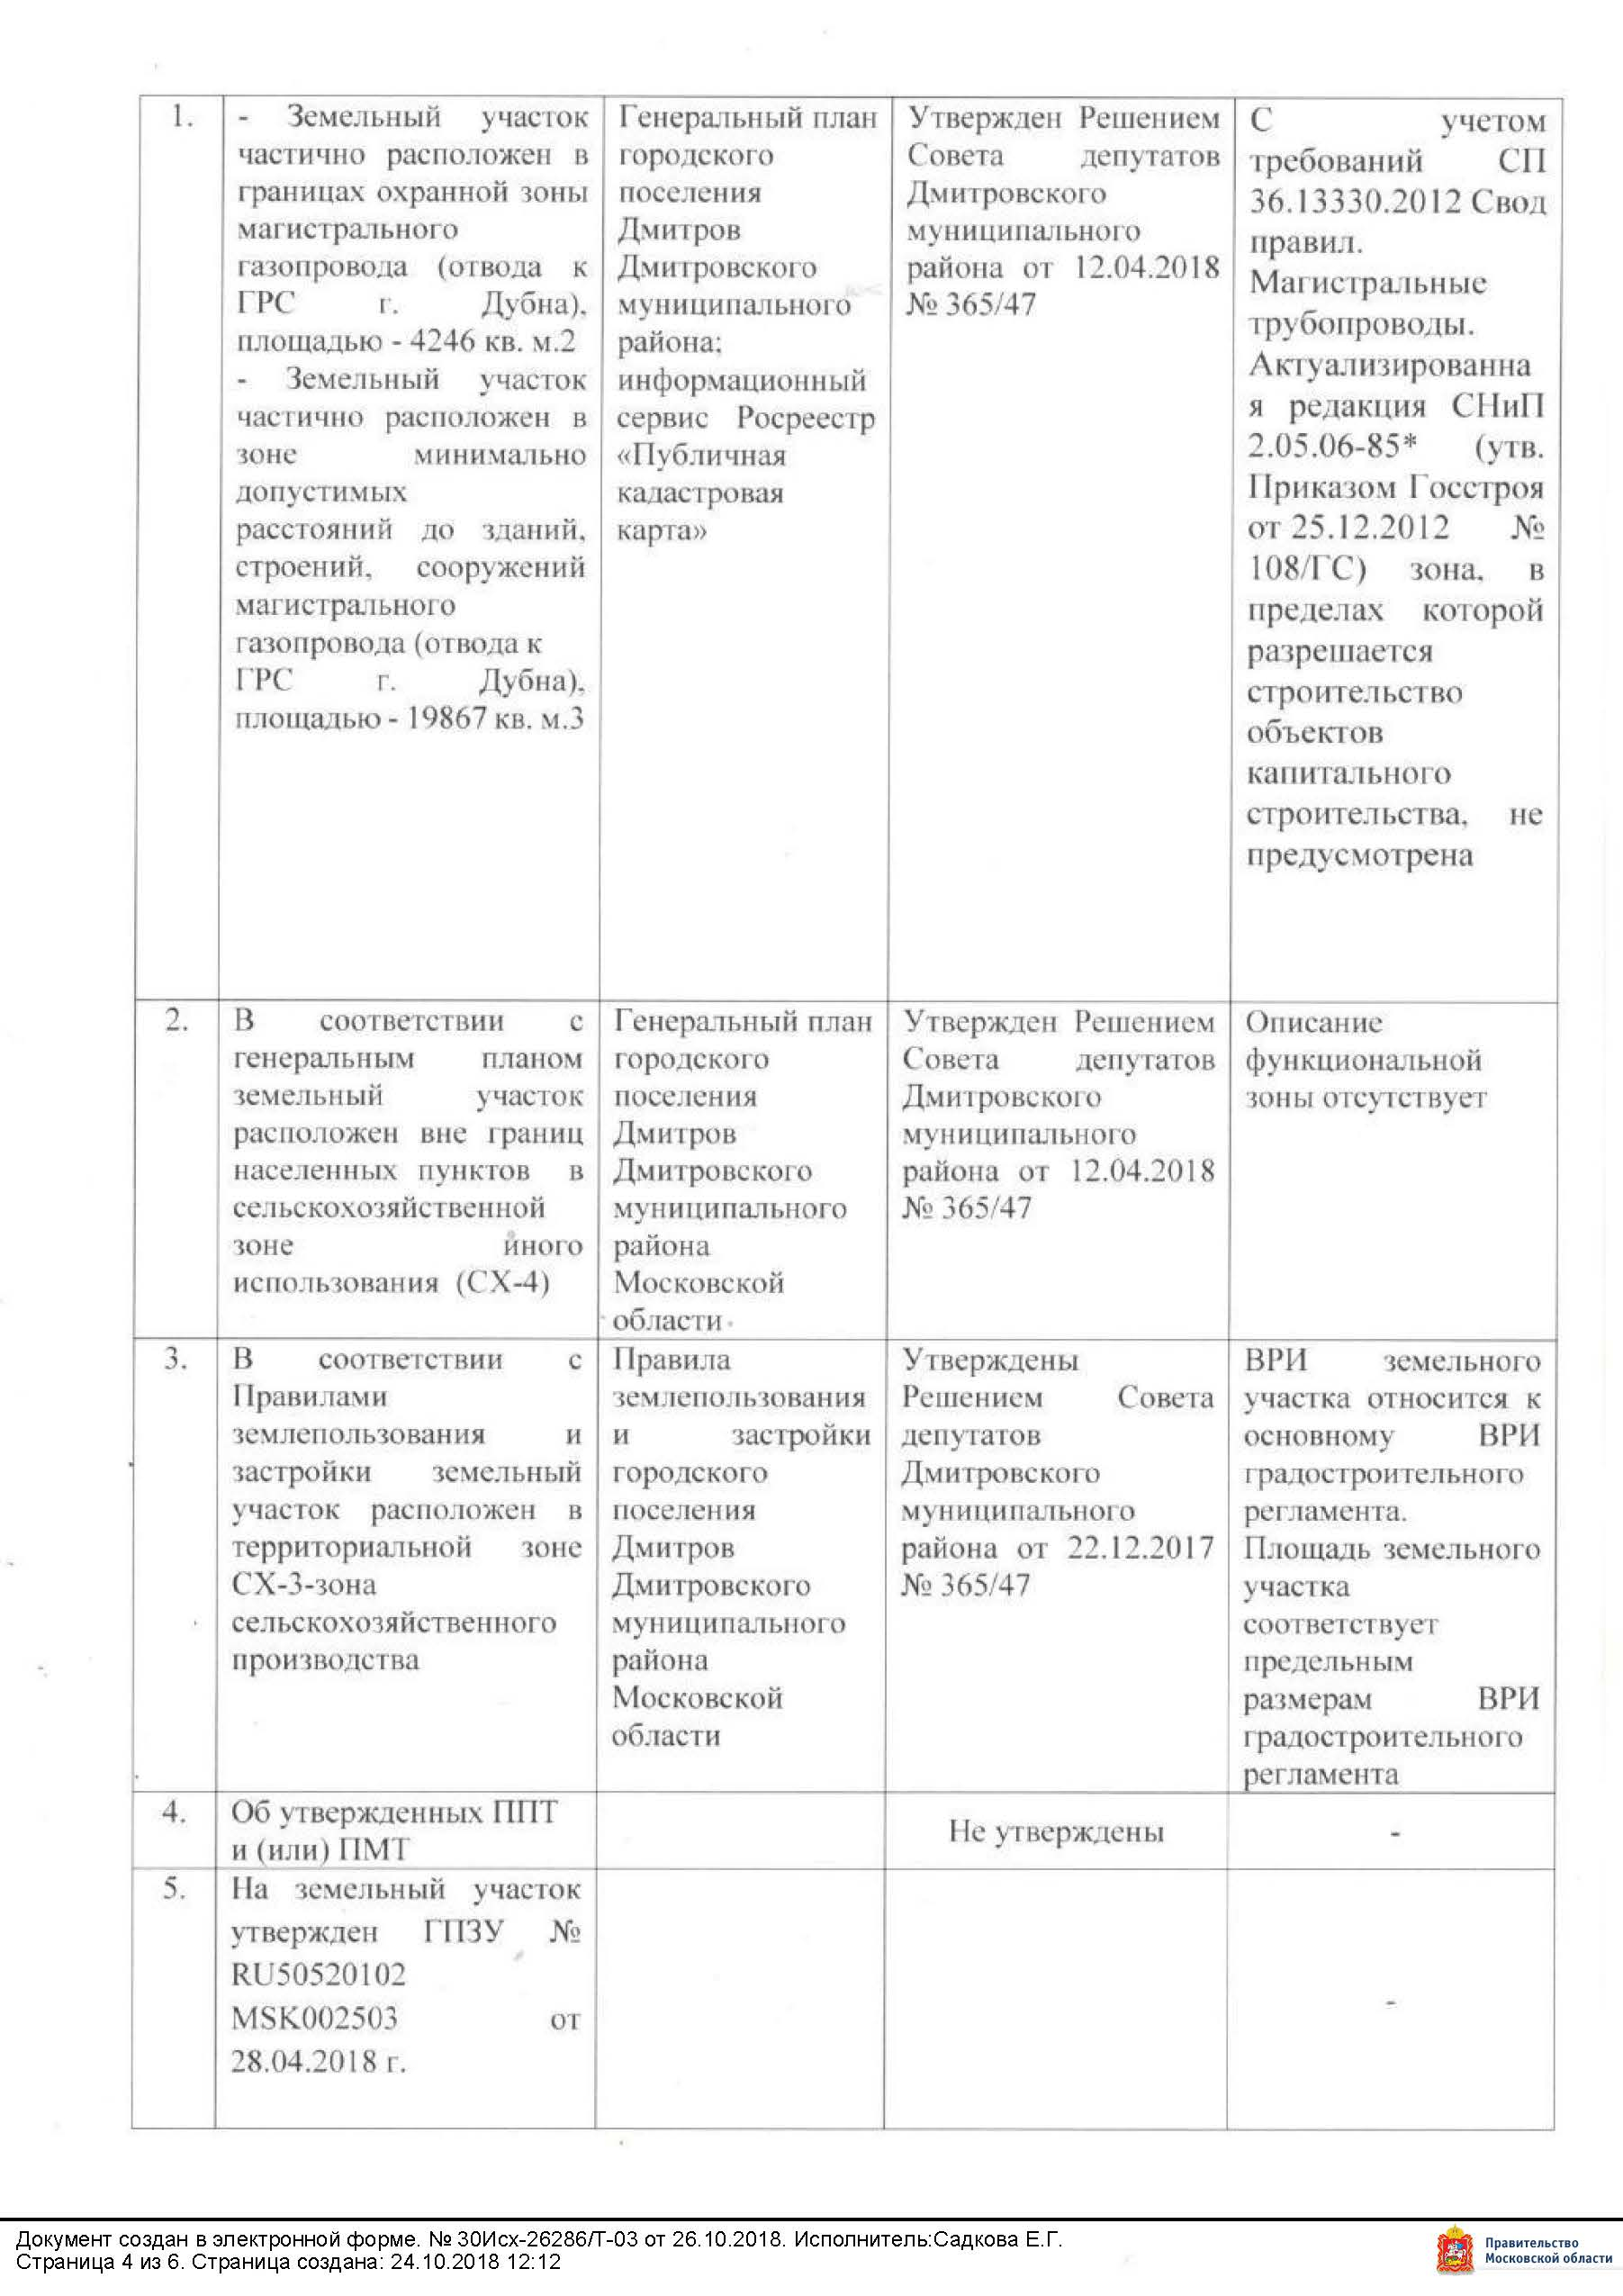 1.
- Земельный участок
частично расположен в
границах охранной зоны
магистрального
газопровода (отвода к
ГРС г. Дубна),
площадью - 4246 кв. м.2
- Земельный участок
частично расположен в
зоне минимально
допустимых
расстояний до зданий,
строений, сооружений
магистрального
газопровода (отвода к
ГРС г. Дубна),
площадью - 19867 кв. м.3
Генеральный план
городского
поселения
Дмитров
Дмитровского
муниципального
района;
информационный
сервис Росреестр
«Публичная
кадастровая
карта»
Утвержден Решением
Совета депутатов
Дмитровского
муниципального
района от 12.04.2018
№ 365/47
С учетом
требований СП
36.13330.2012 Свод
правил.
Магистральные
трубопроводы.
Актуализированна
я редакция СНиП
2.05.06-85* (утв.
Приказом Госстроя
от 25.12.2012 №
108/ГС) зона, в
пределах которой
разрешается
строительство
объектов
капитального
строительства, не
предусмотрена
2.
В соответствии с
генеральным планом
земельный участок
расположен вне границ
населенных пунктов в
сельскохозяйственной
зоне иного
использования (СХ-4)
Генеральный план
городского
поселения
Дмитров
Дмитровского
муниципального
района
Московской
области
Утвержден Решением
Совета депутатов
Дмитровского
муниципального
района от 12.04.2018
№ 365/47
Описание
функциональной
зоны отсутствует
3.
В соответствии с
Правилами
землепользования и
застройки земельный
участок расположен в
территориальной зоне
СХ-3-зона
сельскохозяйственного
производства
Правила
землепользования
и застройки
городского
поселения
Дмитров
Дмитровского
муниципального
района
Московской
области
Утверждены
Решением Совета
депутатов
Дмитровского
муниципального
района от 22.12.2017
№ 365/47
ВРИ земельного
участка относится к
основному ВРИ
градостроительного
регламента.
Площадь земельного
участка
соответствует
предельным
размерам ВРИ
градостроительного
регламента
4.
Об утвержденных ППТ
и (или) ПМТ
Не утверждены
-
5.
На земельный участок
утвержден ГПЗУ №
RU50520102
MSK002503 от
28.04.2018 г.
-
Документ создан в электронной форме. № 30Исх-26286/Т-03 от 26.10.2018. Исполнитель:Садкова Е.Г.
Страница 4 из 6. Страница создана: 24.10.2018 12:12
Правительство
Московской области